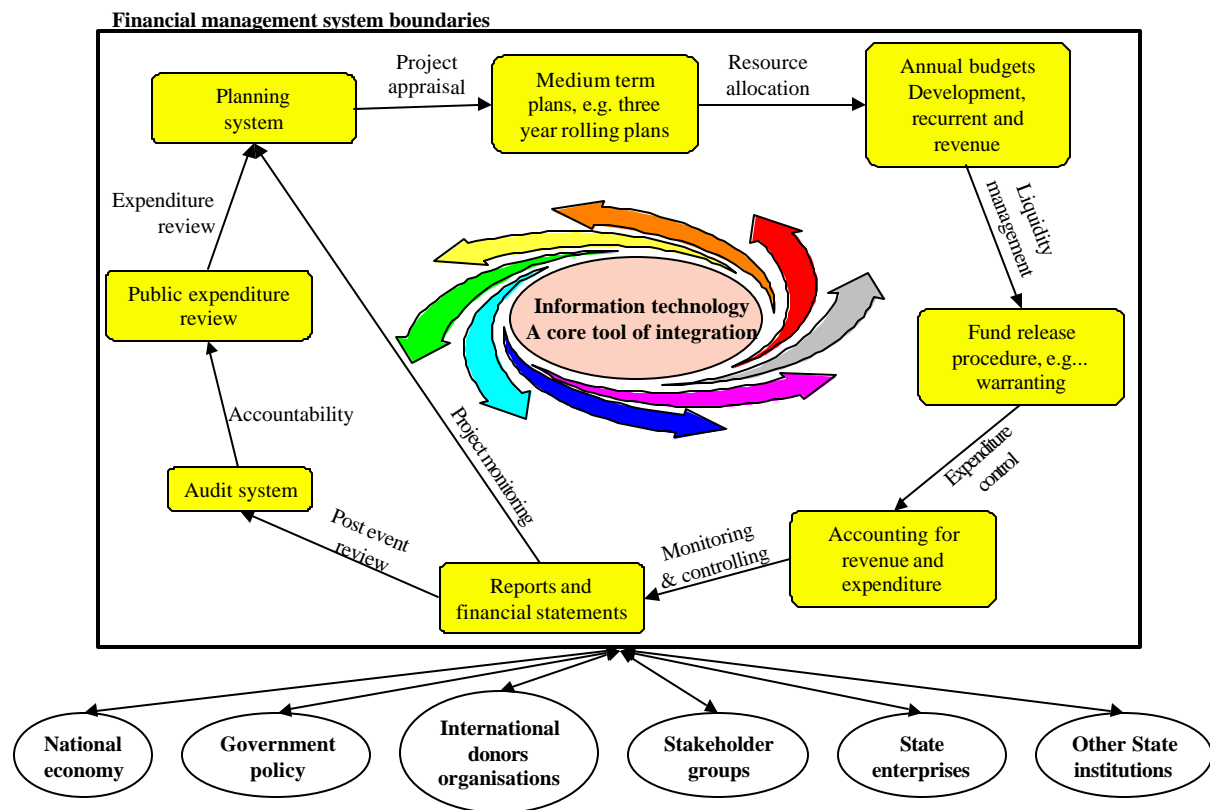 Financial management system boundaries
Planning
system
Project
appraisal
Medium term
plans, e.g. three
year rolling plans
Resource
allocation
Annual budgets
Development,
recurrent and
revenue
Liquidity
management
Expenditure
review
Public expenditure
review
Information technology
A core tool of integration
Fund release
procedure, e.g...
warranting
Accountability
Project monitoring
Expenditure
control
Audit system
Post event
review
Reports and
financial statements
Monitoring
& controlling
Accounting for
revenue and
expenditure
National
economy
Government
policy
International
donors
organisations
Stakeholder
groups
State
enterprises
Other State
institutions